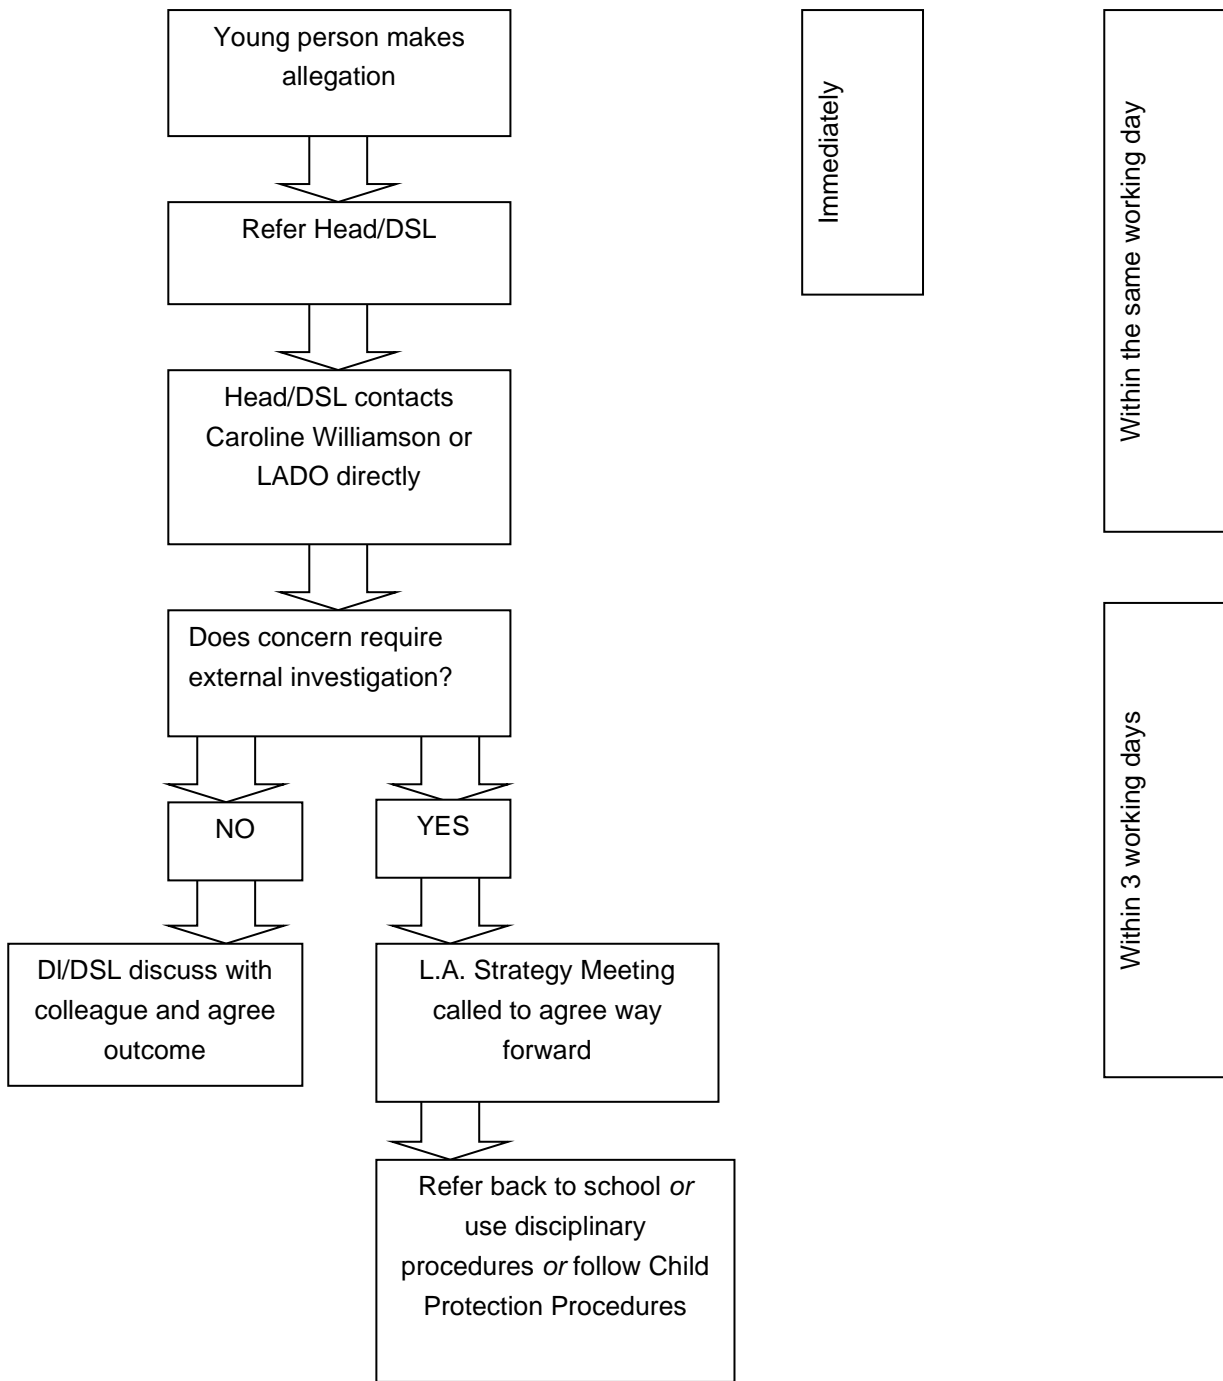 Young person makes
allegation
Immediately
Within the same working day
Refer Head/DSL
Head/DSL contacts
Caroline Williamson or
LADO directly
Does concern require
external investigation?
Within 3 working days
NO
YES
DI/DSL discuss with
colleague and agree
outcome
L.A. Strategy Meeting
called to agree way
forward
Refer back to school or
use disciplinary
procedures or follow Child
Protection Procedures